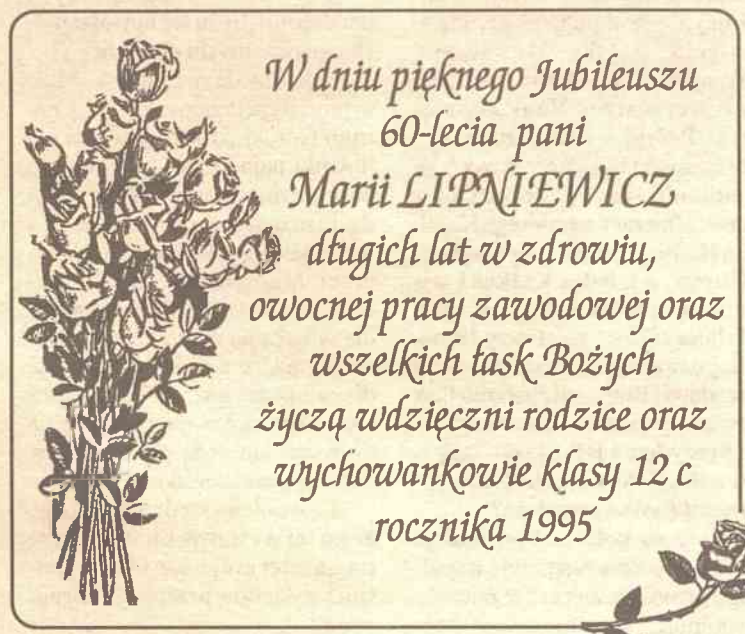 W dniu pięknego Jubileuszu
60-lecia pani
Marii LIPNIEWICZ
długich lat w zdrowiu,
owocnej pracy zawodowej oraz
wszelkich łask Bożych
życzą wdzięczni rodzice oraz
wychowankowie klasy 12 c
rocznika 1995